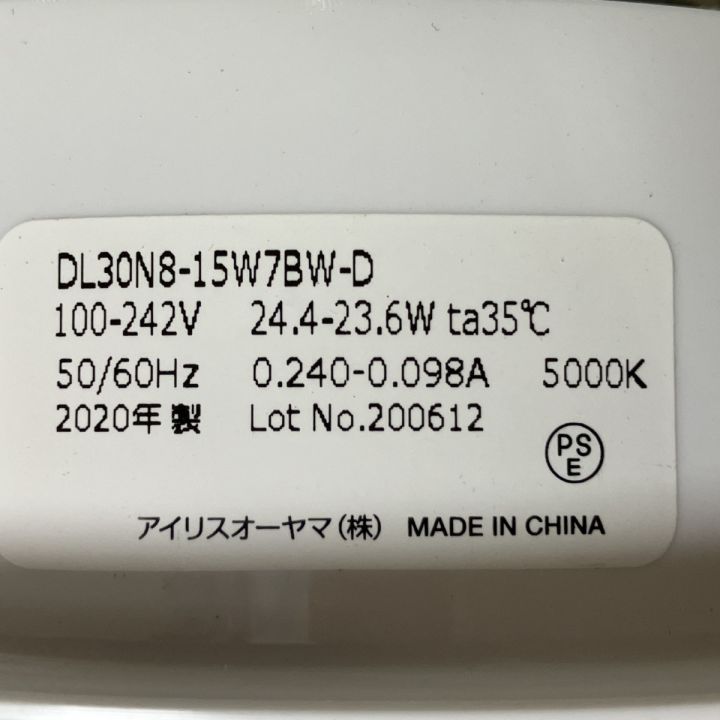 DL30N8-15W7BW-D
100-242V 24.4-23.6W ta35℃
50/60Hz 0.240-0.098A 5000K
2020年製 Lot No.200612
PS
E
アイリスオーヤマ(株) MADE IN CHINA